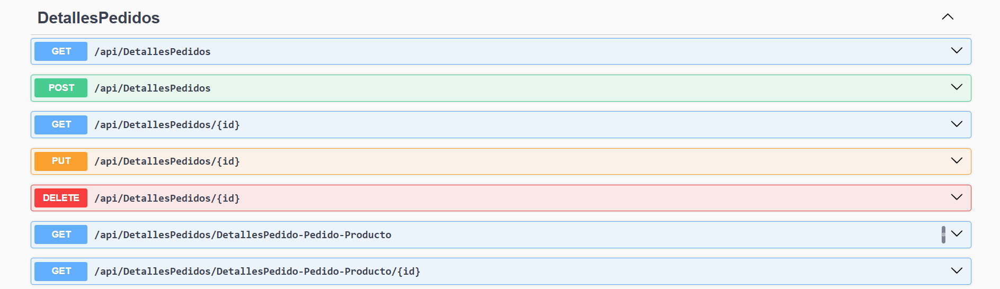 DetallesPedidos
GET /api/DetallesPedidos
POST /api/DetallesPedidos
GET /api/DetallesPedidos/{id}
PUT /api/DetallesPedidos/{id}
DELETE /api/DetallesPedidos/{id}
GET /api/DetallesPedidos/DetallesPedido-Pedido-Producto
GET /api/DetallesPedidos/DetallesPedido-Pedido-Producto/{id}